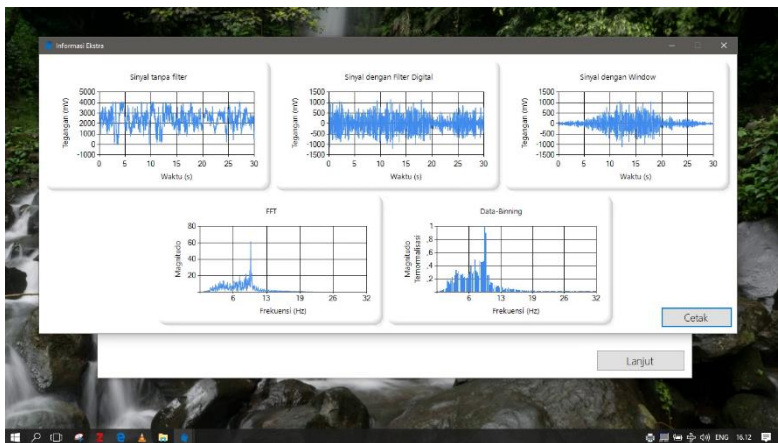 Informasi Ekstra
Sinyal tanpa filter
Tegangan (mV)
5000
4000
3000
2000
1000
0
-1000
0 5 10 15 20 25 30
Waktu (s)
Sinyal dengan Filter Digital
Tegangan (mV)
1500
1000
500
0
-500
-1000
-1500
0 5 10 15 20 25 30
Waktu (s)
Sinyal dengan Window
Tegangan (mV)
1500
1000
500
0
-500
-1000
-1500
0 5 10 15 20 25 30
Waktu (s)
FFT
Magnitudo
80
60
40
20
6 13 19 26 32
Frekuensi (Hz)
Data-Binning
Magnitudo
Ternormalisasi
1
.8
.6
.4
.2
6 13 19 26 32
Frekuensi (Hz)
Cetak
Lanjut
ENG 16.12